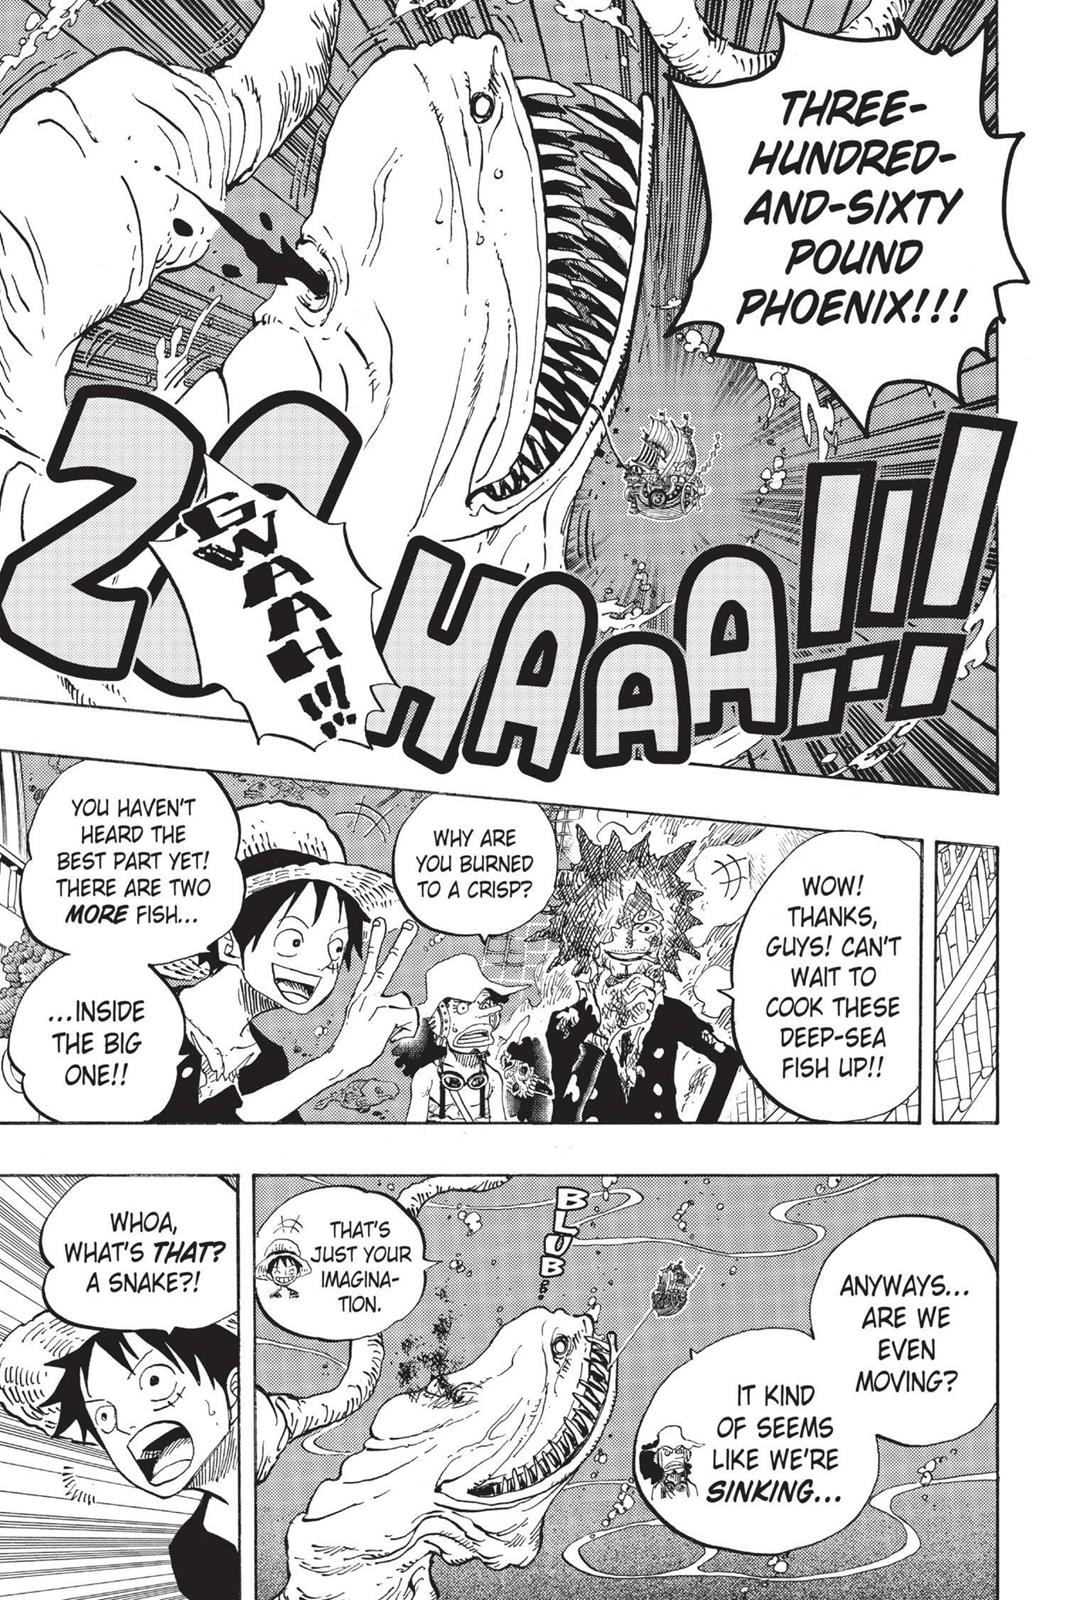 THREE-
HUNDRED-
AND-SIXTY
POUND
PHOENIX!!!
HAAA!!!
GWAAH!!!
WOW!
THANKS,
GUYS! CAN'T
WAIT TO
COOK THESE
DEEP-SEA
FISH UP!!
WHY ARE
YOU BURNED
TO A CRISP?
YOU HAVEN'T
HEARD THE
BEST PART YET!
THERE ARE TWO
MORE FISH...
...INSIDE
THE BIG
ONE!!
ANYWAYS...
ARE WE
EVEN
MOVING?
IT KIND
OF SEEMS
LIKE WE'RE
SINKING...
BLUB
THAT'S
JUST YOUR
IMAGINA-
TION.
WHOA,
WHAT'S THAT?
A SNAKE?!